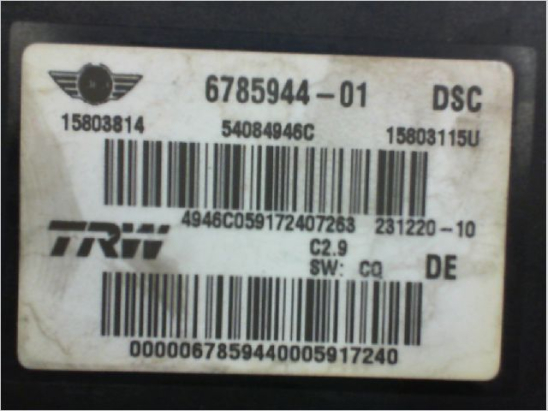 6785944-01 DSC
15803814 54084946C 15803115U
4946C059172407263 231220-10
TRW C2.9
SW: CQ DE
0000067859440005917240